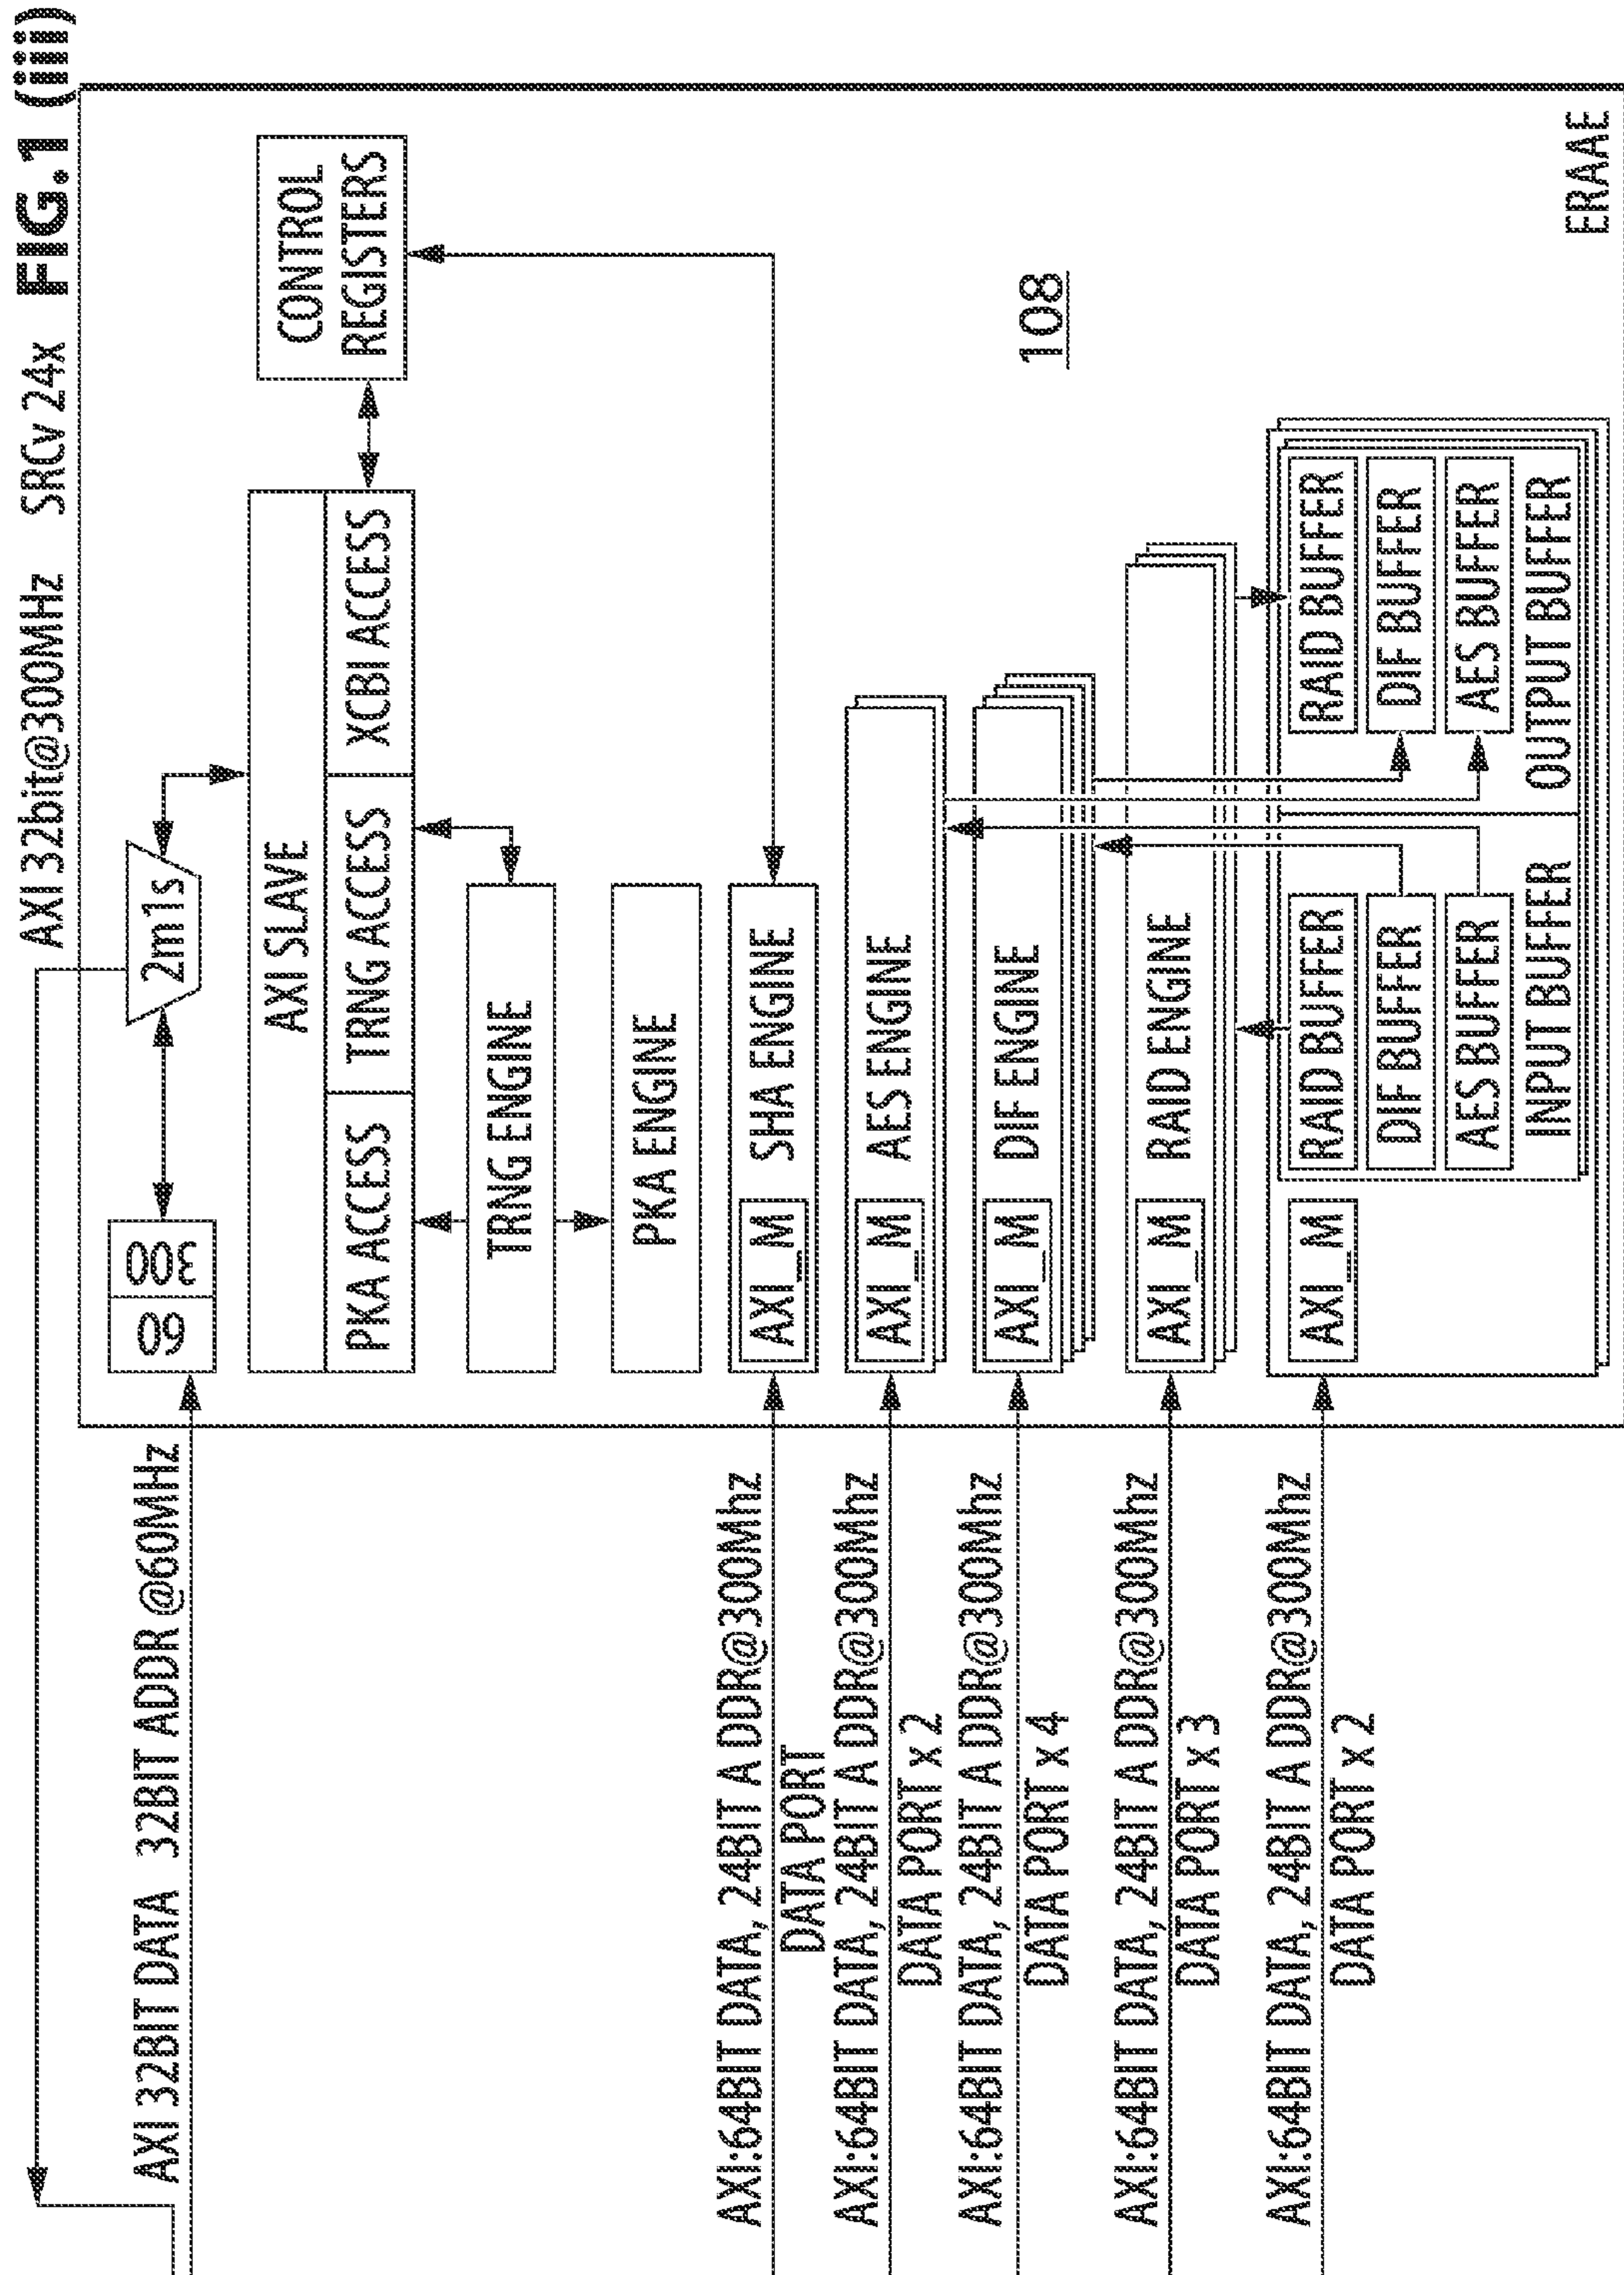 FIG.1 (iii)
AXI 32bit@300MHz SRCv 24x
AXI 32BIT DATA 32BIT ADDR @60MHz
60
300
2m1s
AXI SLAVE
PKA ACCESS
TRNG ACCESS
XCBI ACCESS
CONTROL
REGISTERS
TRNG ENGINE
PKA ENGINE
AXI:64BIT DATA, 24BIT A DDR@300Mhz
DATA PORT
AXI_M
SHA ENGINE
AXI:64BIT DATA, 24BIT A DDR@300Mhz
DATA PORT x 2
AXI_M
AES ENGINE
AXI:64BIT DATA, 24BIT A DDR@300Mhz
DATA PORT x 4
AXI_M
DIF ENGINE
108
AXI:64BIT DATA, 24BIT A DDR@300Mhz
DATA PORT x 3
AXI_M
RAID ENGINE
AXI:64BIT DATA, 24BIT A DDR@300Mhz
DATA PORT x 2
AXI_M
RAID BUFFER
DIF BUFFER
AES BUFFER
INPUT BUFFER
RAID BUFFER
DIF BUFFER
AES BUFFER
OUTPUT BUFFER
ERAAE